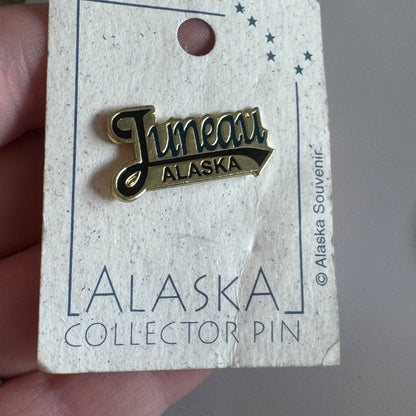 Juneau
ALASKA
ALASKA
COLLECTOR PIN
© Alaska Souvenir